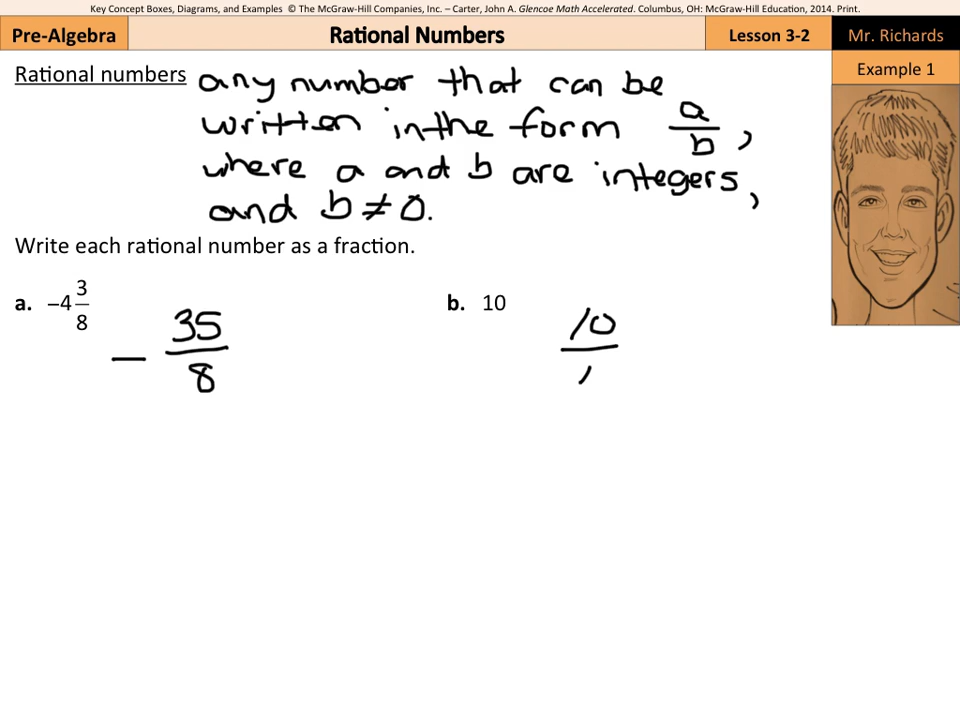 Key Concept Boxes, Diagrams, and Examples © The McGraw-Hill Companies, Inc. – Carter, John A. Glencoe Math Accelerated. Columbus, OH: McGraw-Hill Education, 2014. Print.
Pre-Algebra
Rational Numbers
Lesson 3-2
Mr. Richards
Example 1
Rational numbers any number that can be
written in the form a/b,
where a and b are integers,
and b ≠ 0.
Write each rational number as a fraction.
a. –4 3/8
– 35/8
b. 10
10/1